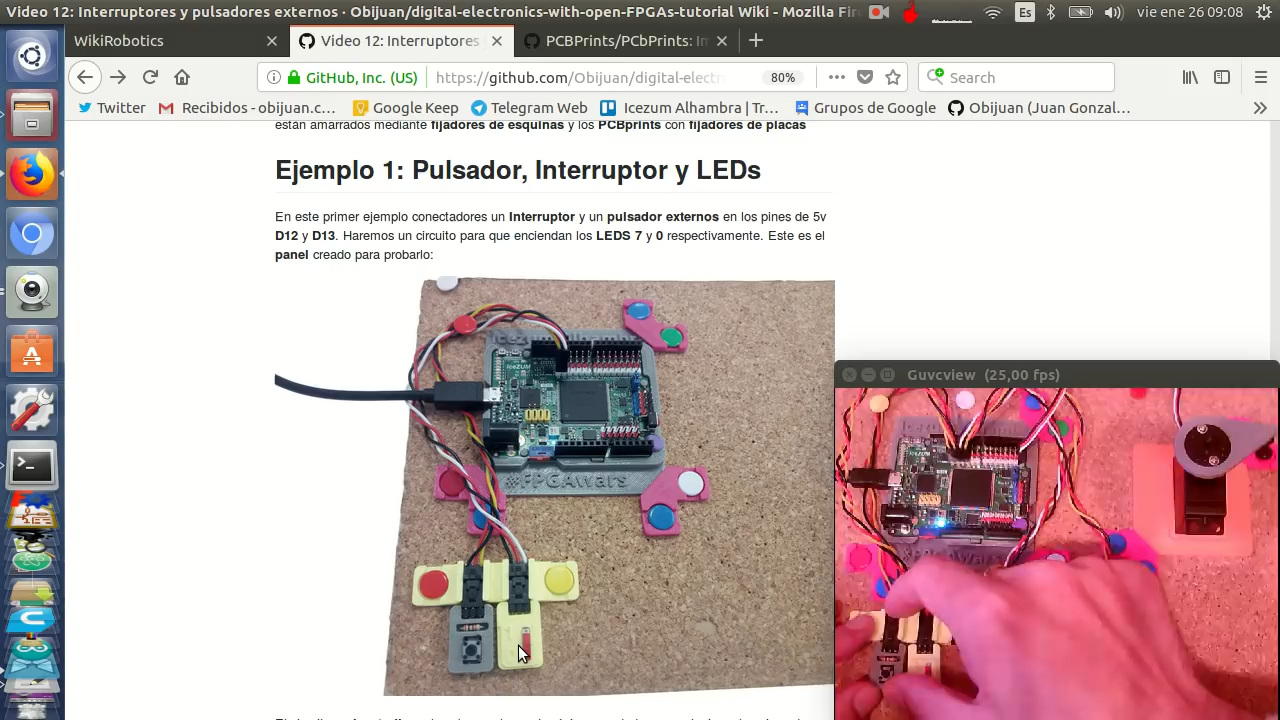 Video 12: Interruptores y pulsadores externos · Obijuan/digital-electronics-with-open-FPGAs-tutorial Wiki - Mozilla Fir
Es
vie ene 26 09:08
WikiRobotics
Video 12: Interruptores
PCBPrints/PCbPrints: Im
GitHub, Inc. (US)
https://github.com/Obijuan/digital-elect
80%
Search
Twitter
Recibidos - obijuan.c…
Google Keep
Telegram Web
Icezum Alhambra | Tr…
Grupos de Google
Obijuan (Juan Gonzal…
están amarrados mediante fijadores de esquinas y los PCBprints con fijadores de placas
Ejemplo 1: Pulsador, Interruptor y LEDs
En este primer ejemplo conectadores un Interruptor y un pulsador externos en los pines de 5v
D12 y D13. Haremos un circuito para que enciendan los LEDS 7 y 0 respectivamente. Este es el
panel creado para probarlo:
IceZUM
#FPGAwars
Guvcview (25,00 fps)